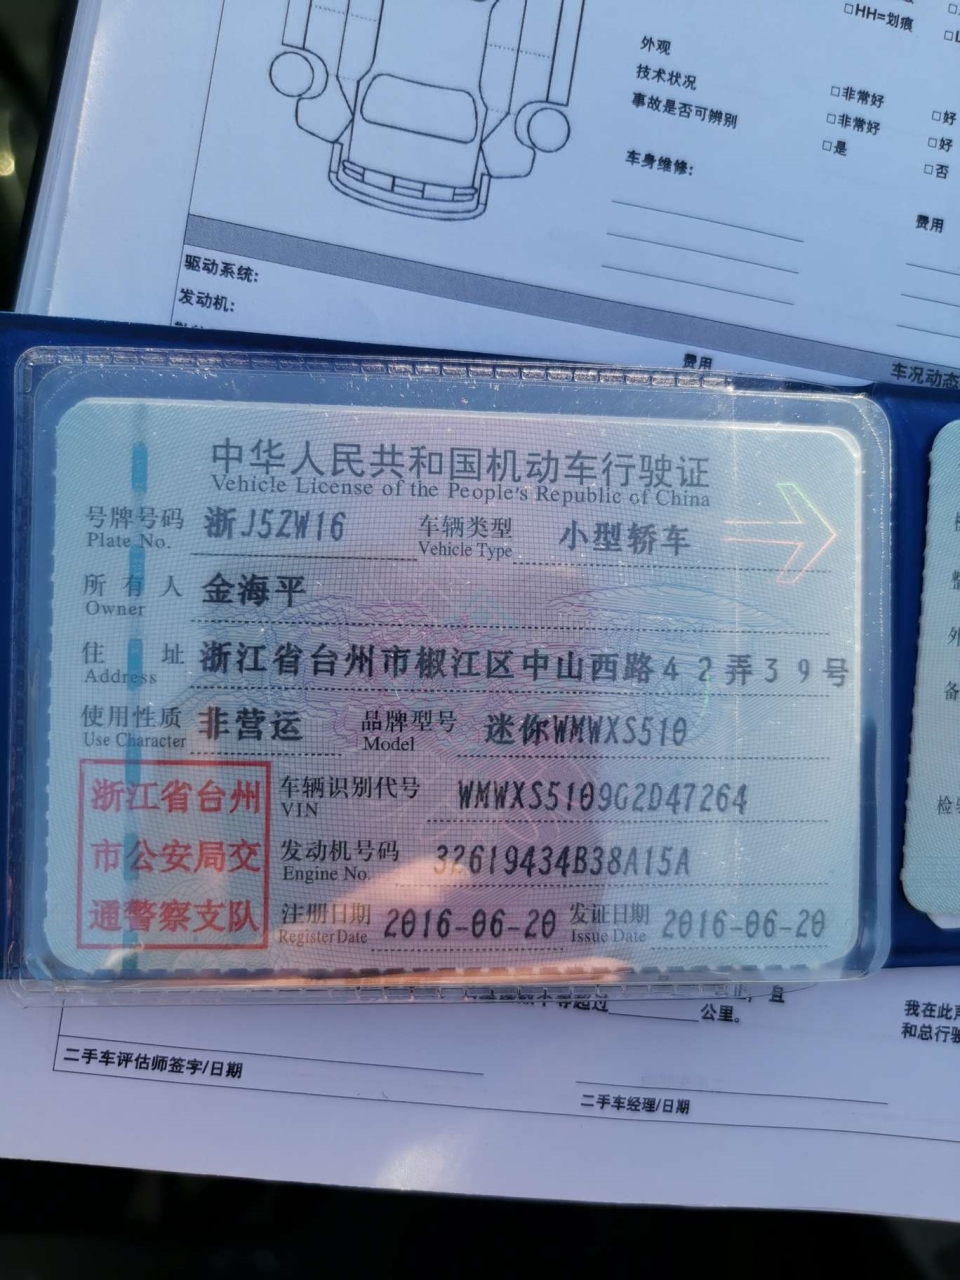 □HH=划痕
外观
技术状况
□非常好
□好
事故是否可辨别
□非常好
□好
□是
□否
车身维修:
费用
驱动系统:
发动机:
费用
车况动态
中华人民共和国机动车行驶证
Vehicle License of the People's Republic of China
号牌号码 浙J5ZW16 车辆类型 小型轿车
Plate No. Vehicle Type
所有人 金海平
Owner
住址 浙江省台州市椒江区中山西路42弄39号
Address
使用性质 非营运 品牌型号 迷你WMWXS510
Use Character Model
浙江省台州
市公安局交
通警察支队
车辆识别代号 WMWXS5109G2D47264
VIN
发动机号码 32619434B38A15A
Engine No.
注册日期 2016-06-20 发证日期 2016-06-20
Register Date Issue Date
公里。
我在此
和总行驶
二手车评估师签字/日期
二手车经理/日期